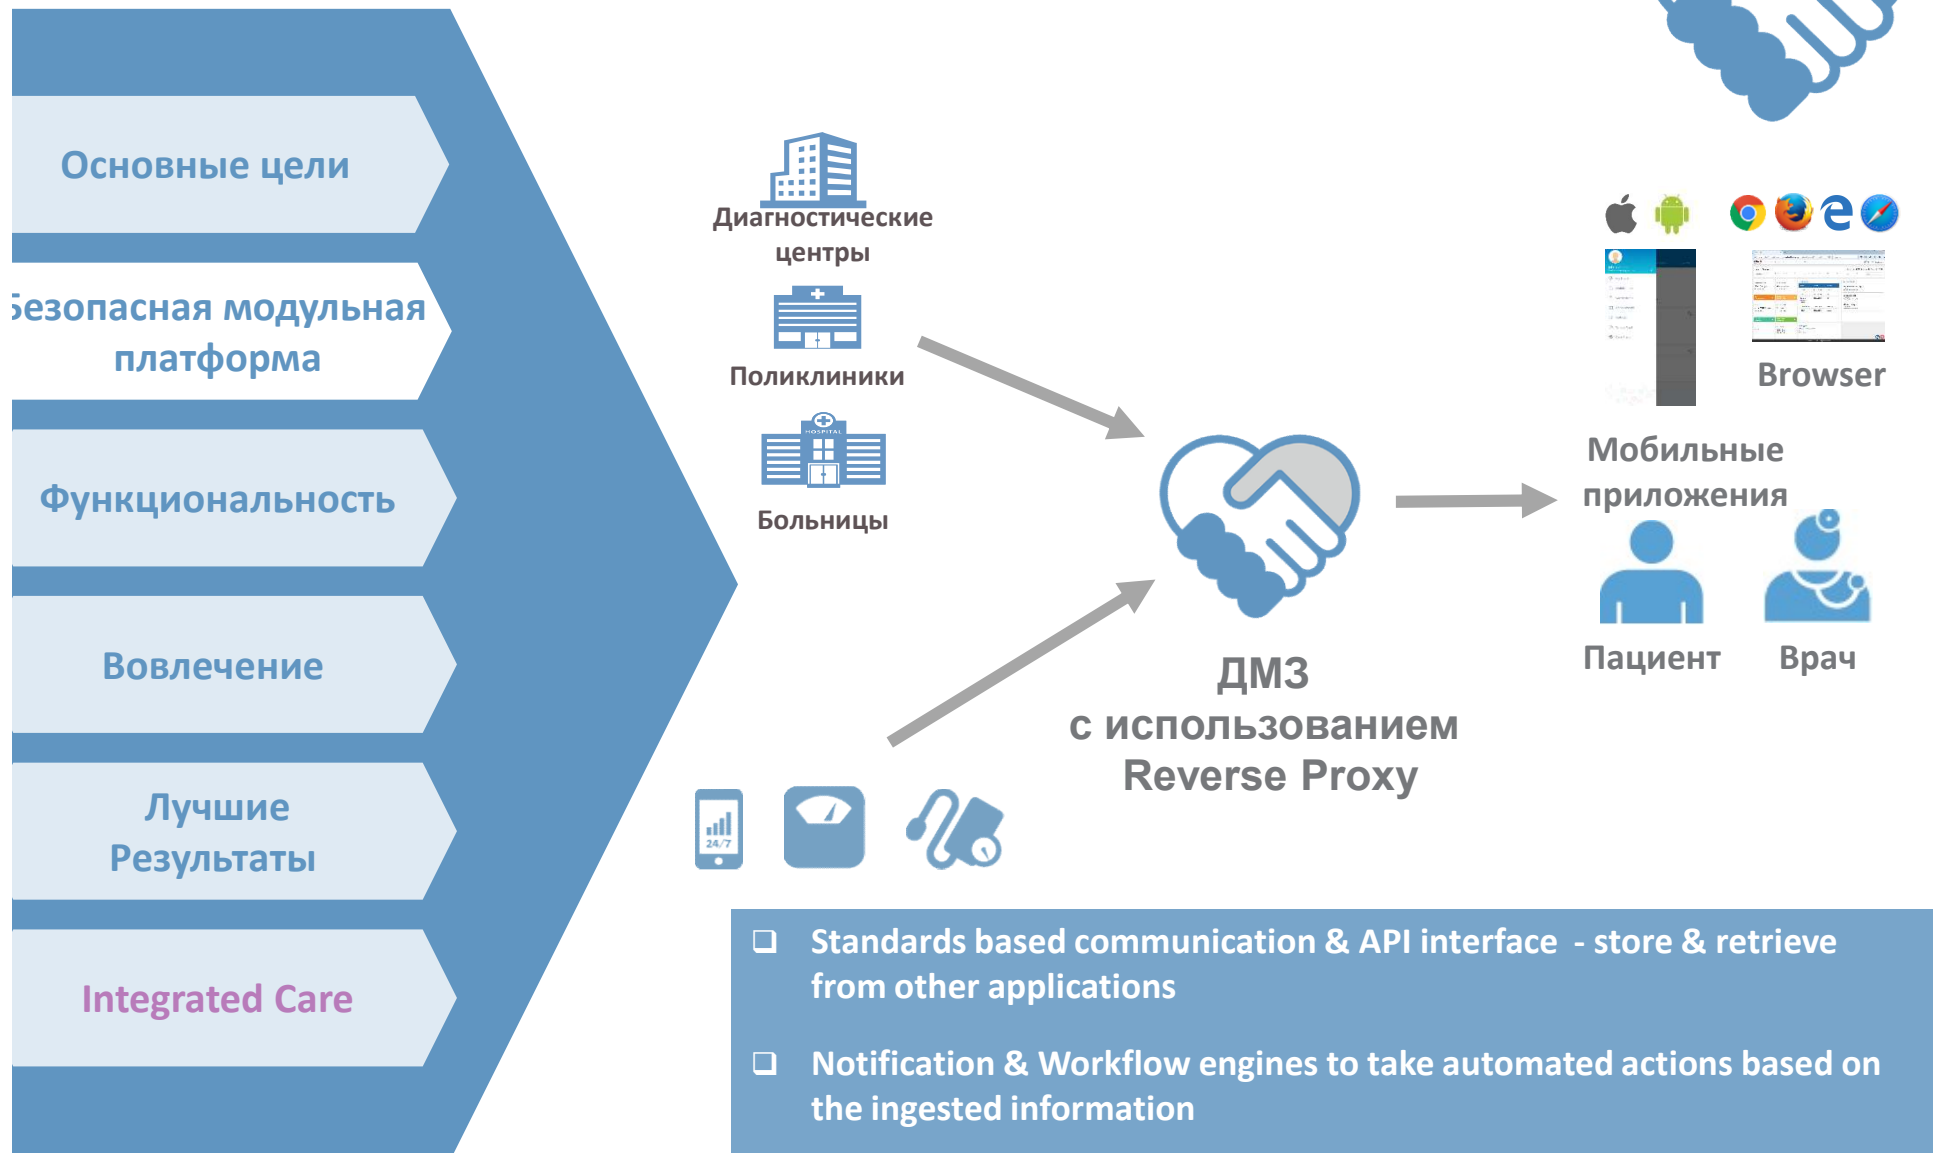 Основные цели
Безопасная модульная
платформа
Функциональность
Вовлечение
Лучшие
Результаты
Integrated Care
Диагностические
центры
Поликлиники
HOSPITAL
Больницы
24/7
ДМЗ
с использованием
Reverse Proxy
Browser
Мобильные
приложения
Пациент
Врач
❑ Standards based communication & API interface - store & retrieve
from other applications
❑ Notification & Workflow engines to take automated actions based on
the ingested information